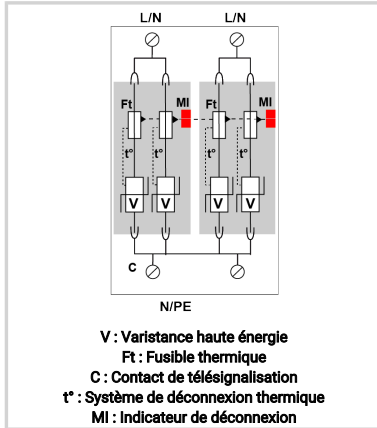 L/N L/N
Ft MI Ft MI
t° t° t° t°
V V V V
C
N/PE
V : Varistance haute énergie
Ft : Fusible thermique
C : Contact de télésignalisation
t° : Système de déconnexion thermique
MI : Indicateur de déconnexion